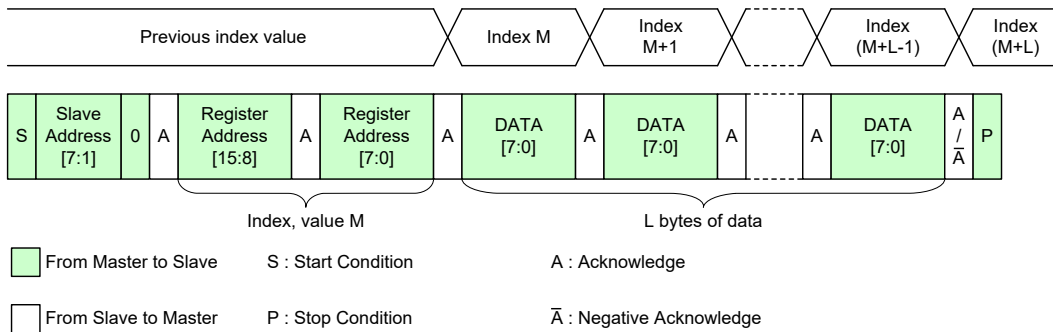 Previous index value
Index M
Index
M+1
Index
(M+L-1)
Index
(M+L)
S
Slave
Address
[7:1]
0
A
Register
Address
[15:8]
A
Register
Address
[7:0]
A
DATA
[7:0]
A
DATA
[7:0]
A
A
DATA
[7:0]
A
/
A̅
P
Index, value M
L bytes of data
From Master to Slave
S : Start Condition
A : Acknowledge
From Slave to Master
P : Stop Condition
A̅ : Negative Acknowledge